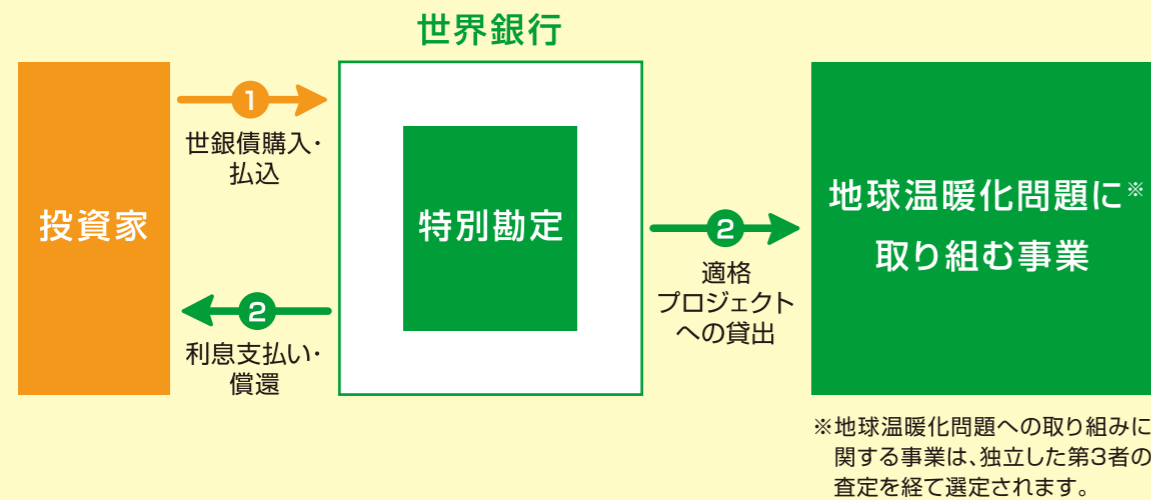 世界銀行
投資家
1
世銀債購入・
払込
2
利息支払い・
償還
特別勘定
2
適格
プロジェクト
への貸出
地球温暖化問題に※
取り組む事業
※地球温暖化問題への取り組みに
関する事業は、独立した第3者の
査定を経て選定されます。